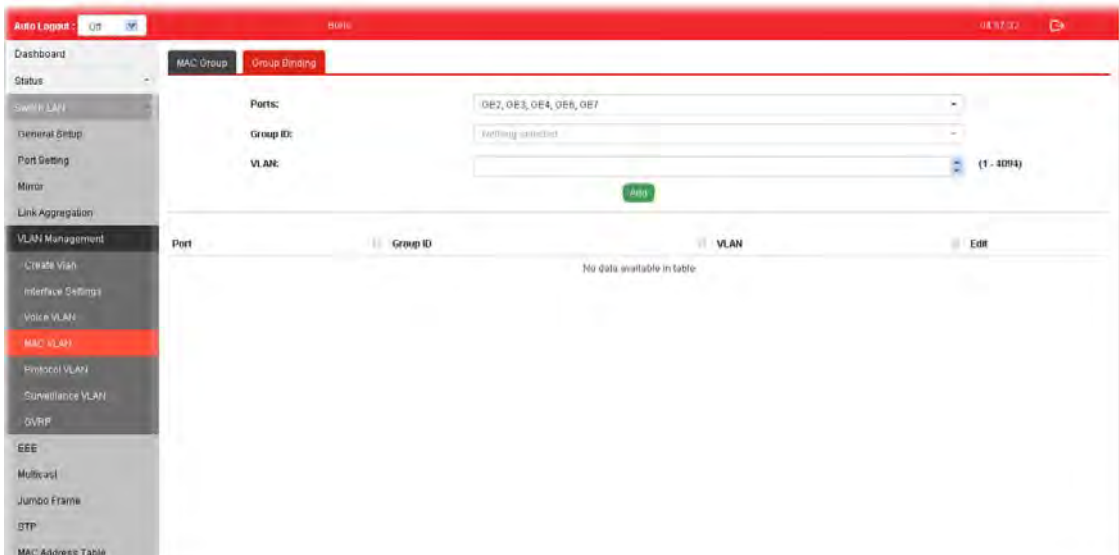 Auto Logout : Off
Dashboard
MAC Group Group Binding
Status
Switch LAN
Ports: GE2, GE3, GE4, GE6, GE7
General Setup
Group ID: Nothing selected
Port Setting
VLAN: (1 - 4094)
Mirror
Add
Link Aggregation
VLAN Management
Port Group ID VLAN Edit
Create Vlan
No data available in table
Interface Settings
Voice VLAN
MAC VLAN
Protocol VLAN
Surveillance VLAN
GVRP
EEE
Multicast
Jumbo Frame
STP
MAC Address Table